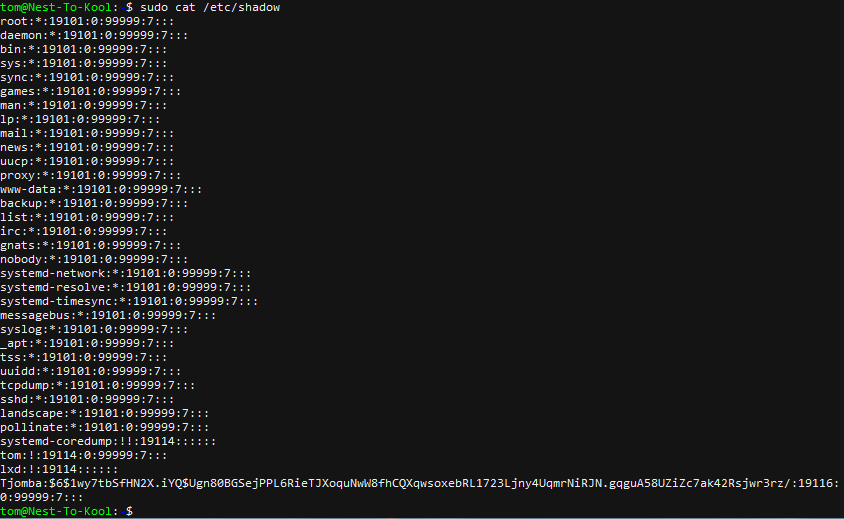 tom@Nest-To-Kool:~$ sudo cat /etc/shadow
root:*:19101:0:99999:7:::
daemon:*:19101:0:99999:7:::
bin:*:19101:0:99999:7:::
sys:*:19101:0:99999:7:::
sync:*:19101:0:99999:7:::
games:*:19101:0:99999:7:::
man:*:19101:0:99999:7:::
lp:*:19101:0:99999:7:::
mail:*:19101:0:99999:7:::
news:*:19101:0:99999:7:::
uucp:*:19101:0:99999:7:::
proxy:*:19101:0:99999:7:::
www-data:*:19101:0:99999:7:::
backup:*:19101:0:99999:7:::
list:*:19101:0:99999:7:::
irc:*:19101:0:99999:7:::
gnats:*:19101:0:99999:7:::
nobody:*:19101:0:99999:7:::
systemd-network:*:19101:0:99999:7:::
systemd-resolve:*:19101:0:99999:7:::
systemd-timesync:*:19101:0:99999:7:::
messagebus:*:19101:0:99999:7:::
syslog:*:19101:0:99999:7:::
_apt:*:19101:0:99999:7:::
tss:*:19101:0:99999:7:::
uuidd:*:19101:0:99999:7:::
tcpdump:*:19101:0:99999:7:::
sshd:*:19101:0:99999:7:::
landscape:*:19101:0:99999:7:::
pollinate:*:19101:0:99999:7:::
systemd-coredump:!!:19114::::::
tom:!:19114:0:99999:7:::
lxd:!:19114::::::
Tjomba:$6$1wy7tbSfHN2X.iYQ$Ugn80BGSejPPL6RieTJXoquNwW8fhCQXqwsoxebRL1723Ljny4UqmrNiRJN.gqguA58UZiZc7ak42Rsjwr3rz/:19116:
0:99999:7:::
tom@Nest-To-Kool:~$